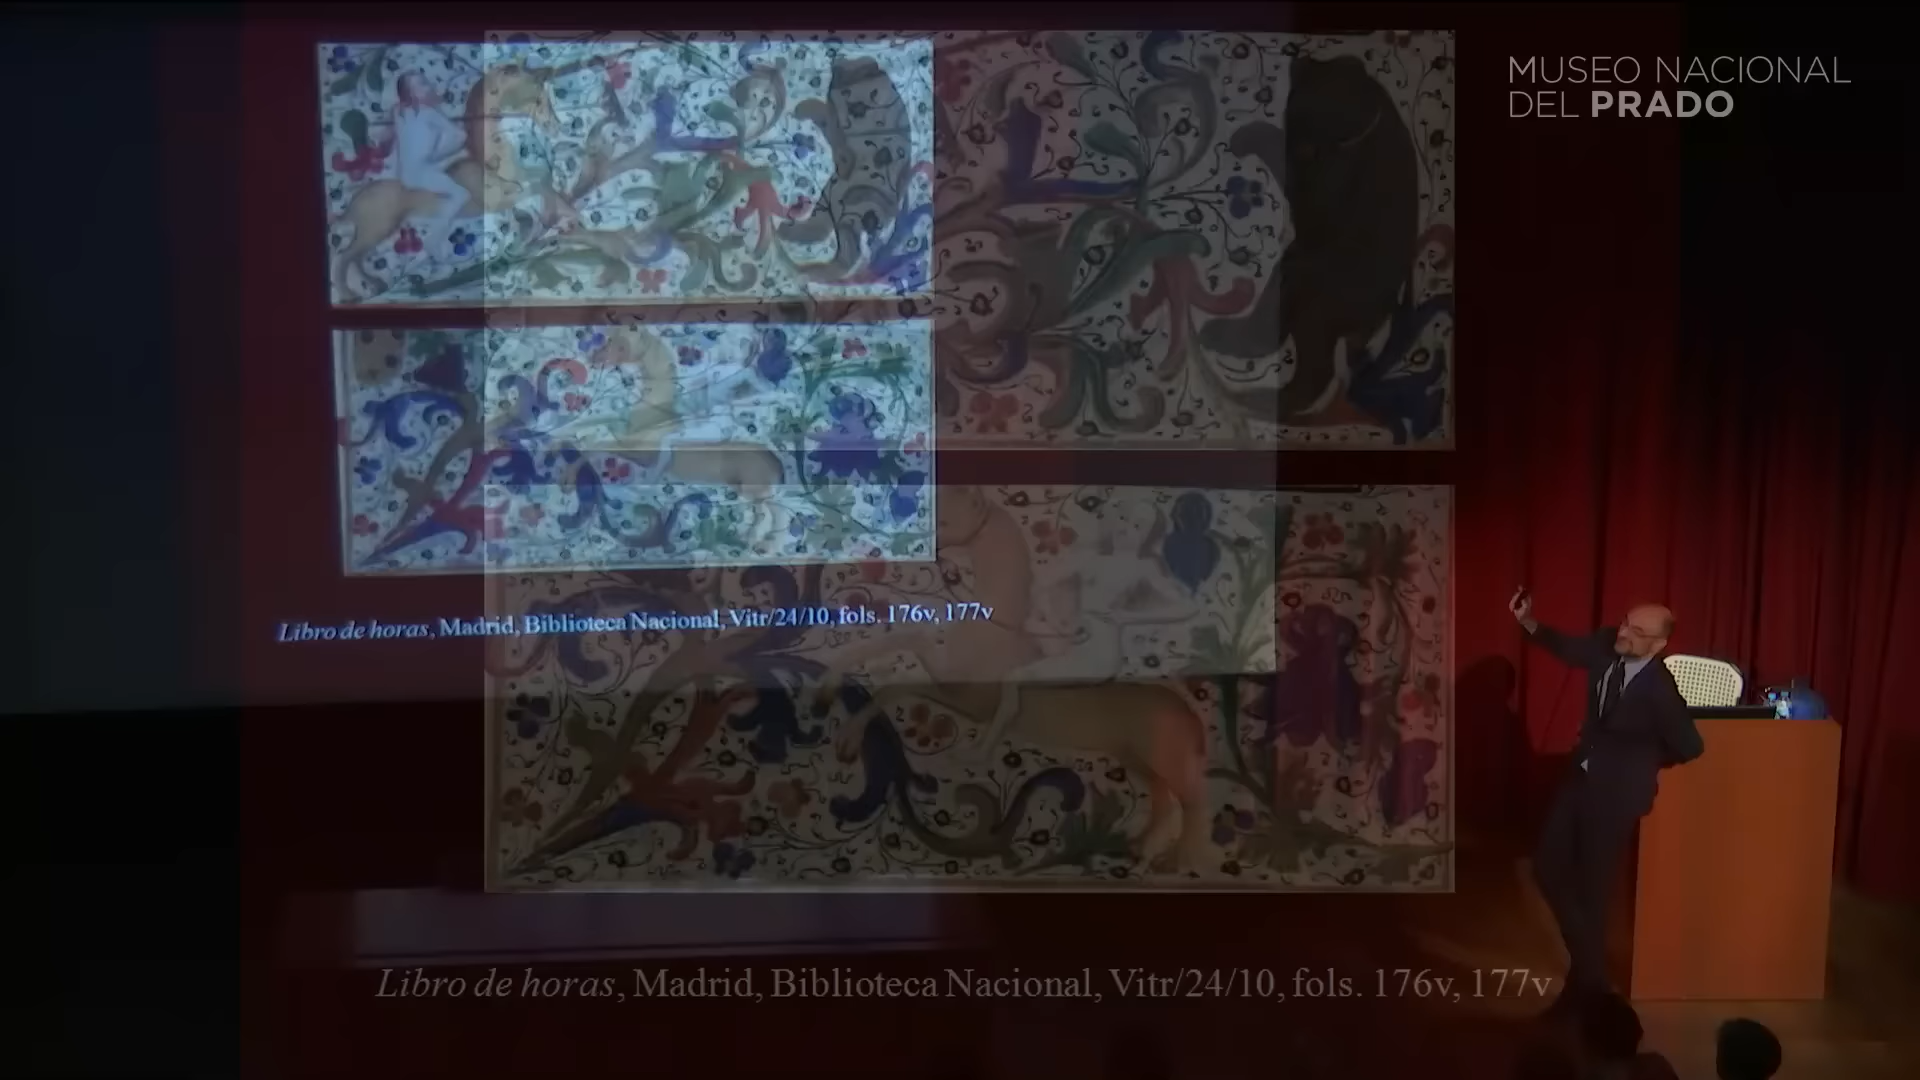 MUSEO NACIONAL
DEL PRADO
Libro de horas, Madrid, Biblioteca Nacional, Vitr/24/10, fols. 176v, 177v
Libro de horas, Madrid, Biblioteca Nacional, Vitr/24/10, fols. 176v, 177v